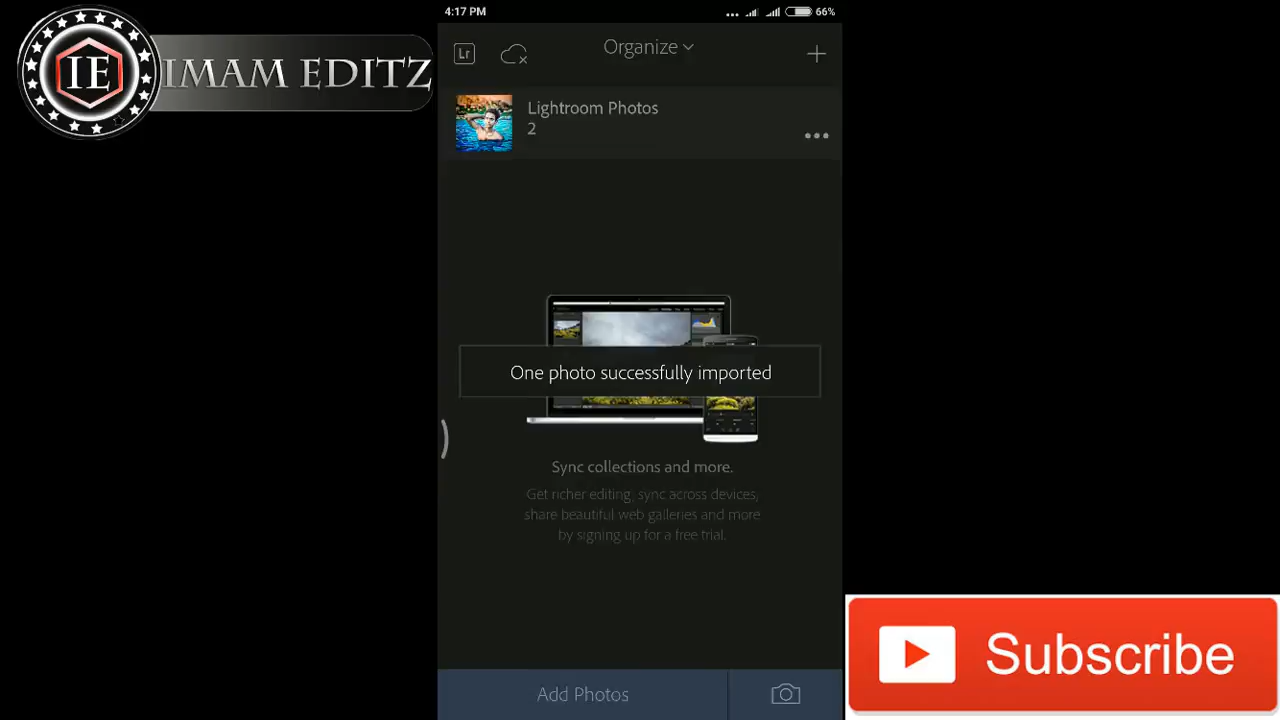 4:17 PM
66%
IE
IMAM EDITZ
Lr
Organize
Lightroom Photos
2
One photo successfully imported
Sync collections and more.
Get richer editing, sync across devices,
share beautiful web galleries and more
by signing up for a free trial.
Add Photos
Subscribe